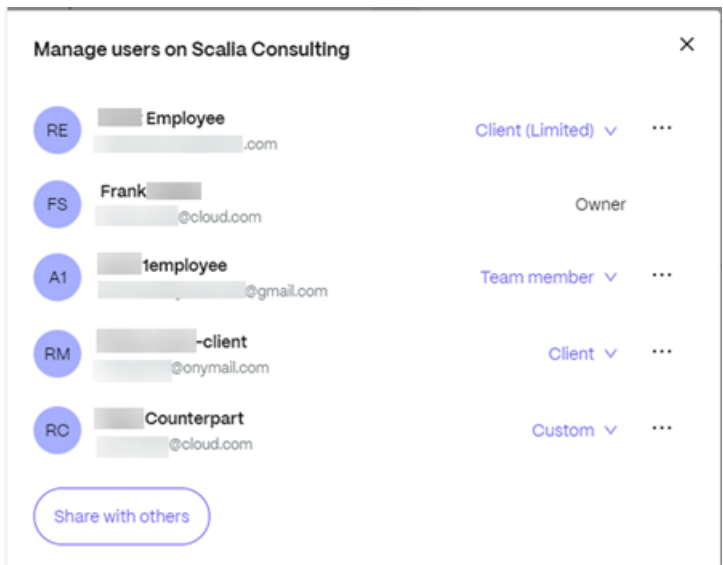 Manage users on Scalia Consulting
RE
Employee
Client (Limited)
.com
FS
Frank
Owner
@cloud.com
A1
1employee
Team member
@gmail.com
RM
-client
Client
@onymail.com
RC
Counterpart
Custom
@cloud.com
Share with others